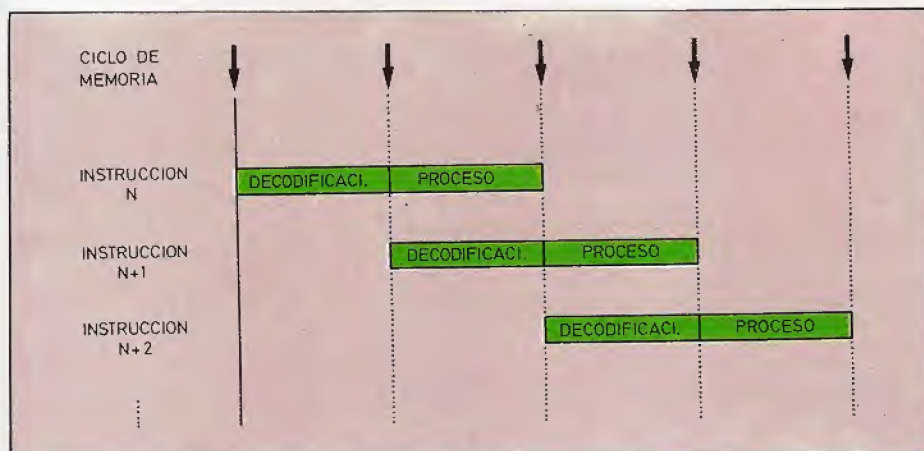 CICLO DE
MEMORIA
INSTRUCCION
N
DECODIFICACI. PROCESO
INSTRUCCION
N+1
DECODIFICACI. PROCESO
INSTRUCCION
N+2
DECODIFICACI. PROCESO